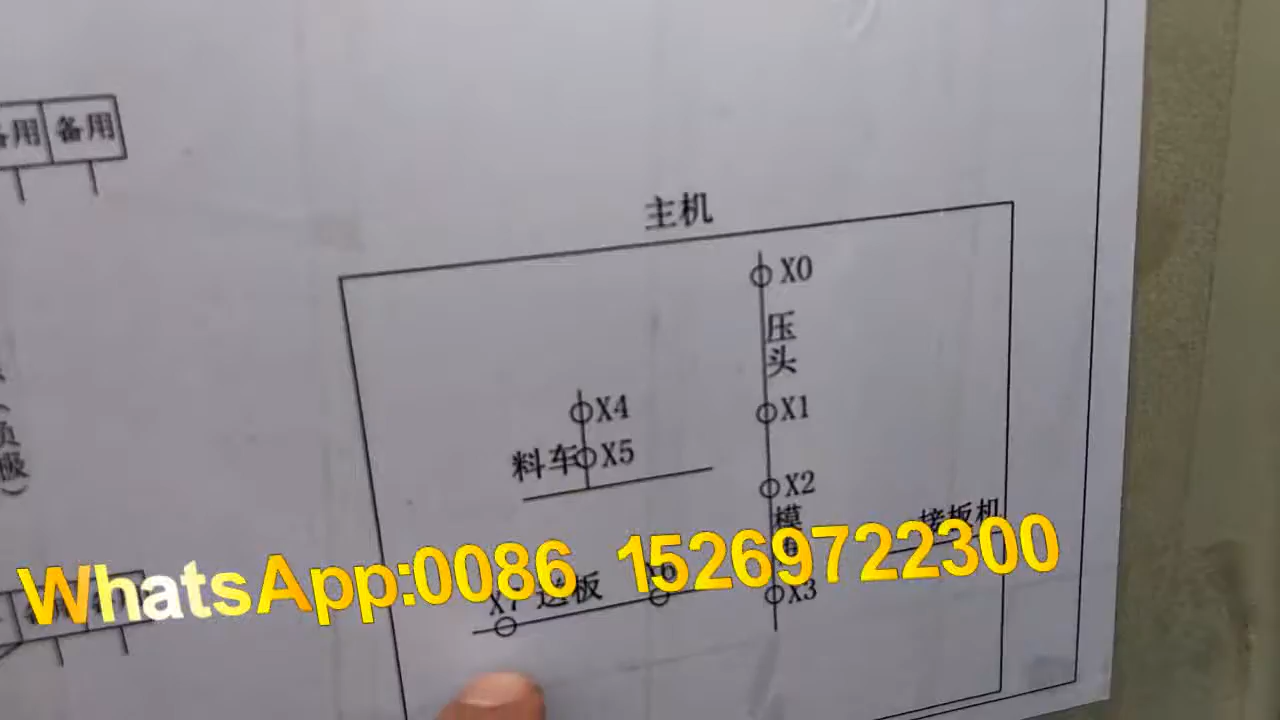 备用
备用
主机
X0
压头
X1
X4
料车 X5
X2
模
接板机
WhatsApp:0086 15269722300
X7 送板
X3